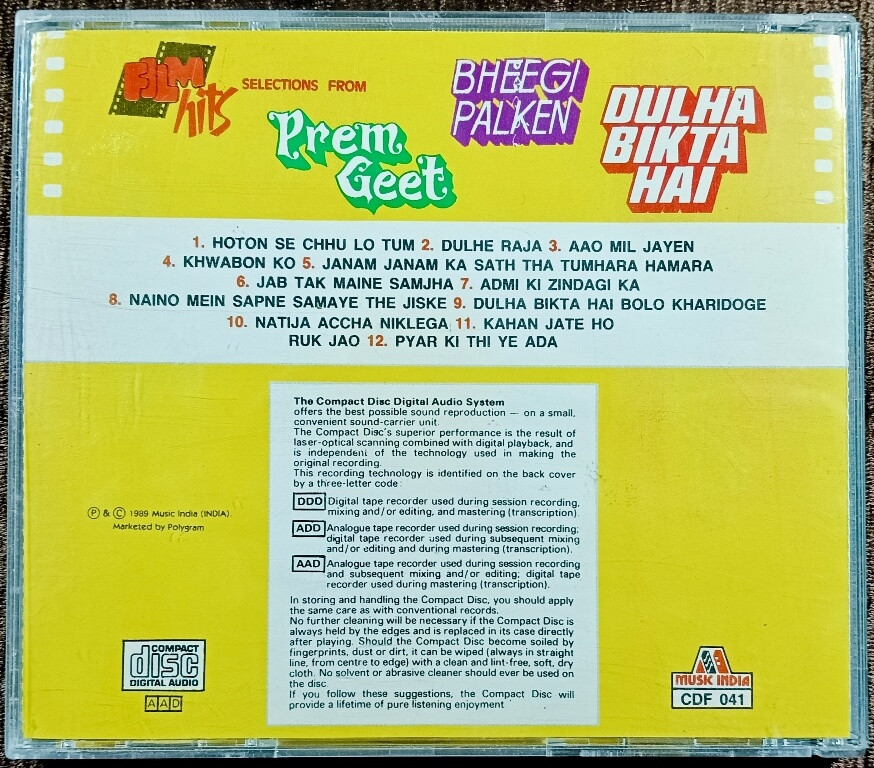 FILM
hits
SELECTIONS FROM
Prem
Geet
BHEEGI
PALKEN
DULHA
BIKTA
HAI
1. HOTON SE CHHU LO TUM 2. DULHE RAJA 3. AAO MIL JAYEN
4. KHWABON KO 5. JANAM JANAM KA SATH THA TUMHARA HAMARA
6. JAB TAK MAINE SAMJHA 7. ADMI KI ZINDAGI KA
8. NAINO MEIN SAPNE SAMAYE THE JISKE 9. DULHA BIKTA HAI BOLO KHARIDOGE
10. NATIJA ACCHA NIKLEGA 11. KAHAN JATE HO
RUK JAO 12. PYAR KI THI YE ADA
The Compact Disc Digital Audio System
offers the best possible sound reproduction — on a small,
convenient sound-carrier unit.
The Compact Disc's superior performance is the result of
laser-optical scanning combined with digital playback, and
is independent of the technology used in making the
original recording.
This recording technology is identified on the back cover
by a three-letter code:
DDD Digital tape recorder used during session recording,
mixing and/or editing, and mastering (transcription).
ADD Analogue tape recorder used during session recording;
digital tape recorder used during subsequent mixing
and/or editing and during mastering (transcription).
AAD Analogue tape recorder used during session recording
and subsequent mixing and/or editing; digital tape
recorder used during mastering (transcription).
In storing and handling the Compact Disc, you should apply
the same care as with conventional records.
No further cleaning will be necessary if the Compact Disc is
always held by the edges and is replaced in its case directly
after playing. Should the Compact Disc become soiled by
fingerprints, dust or dirt, it can be wiped (always in straight
line, from centre to edge) with a clean and lint-free, soft, dry
cloth. No solvent or abrasive cleaner should ever be used on
the disc.
If you follow these suggestions, the Compact Disc will
provide a lifetime of pure listening enjoyment
Ⓟ & © 1989 Music India (INDIA).
Marketed by Polygram
COMPACT
disc
DIGITAL AUDIO
AAD
MUSIC INDIA
CDF 041